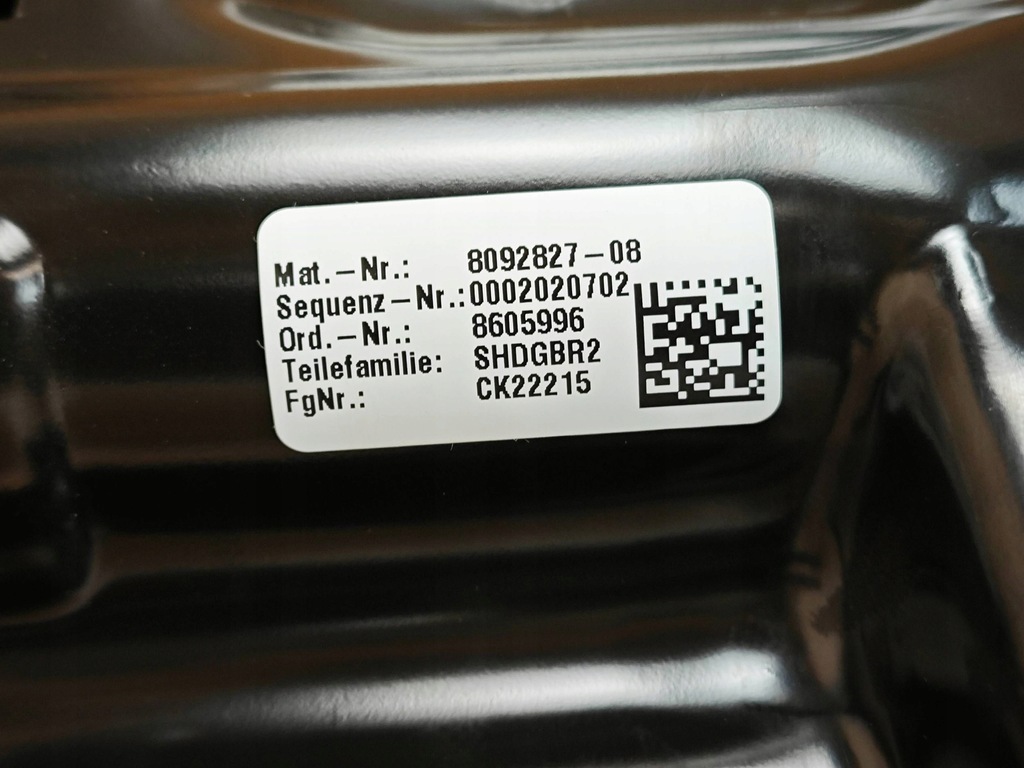 Mat.-Nr.: 8092827-08
Sequenz-Nr.:0002020702
Ord.-Nr.: 8605996
Teilefamilie: SHDGBR2
FgNr.: CK22215